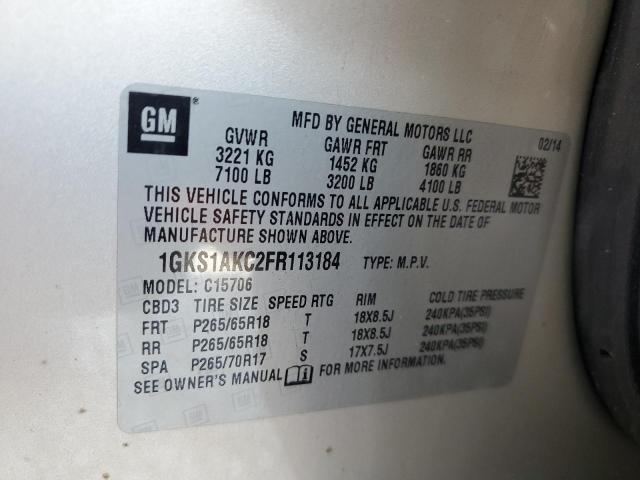 GM ®
MFD BY GENERAL MOTORS LLC
02/14
GVWR GAWR FRT GAWR RR
3221 KG 1452 KG 1860 KG
7100 LB 3200 LB 4100 LB
THIS VEHICLE CONFORMS TO ALL APPLICABLE U.S. FEDERAL MOTOR
VEHICLE SAFETY STANDARDS IN EFFECT ON THE DATE OF
MANUFACTURE SHOWN ABOVE.
1GKS1AKC2FR113184 TYPE: M.P.V.
MODEL: C15706
CBD3 TIRE SIZE SPEED RTG RIM COLD TIRE PRESSURE
FRT P265/65R18 T 18X8.5J 240KPA(35PSI)
RR P265/65R18 T 18X8.5J 240KPA(35PSI)
SPA P265/70R17 S 17X7.5J 240KPA(35PSI)
SEE OWNER'S MANUAL FOR MORE INFORMATION.